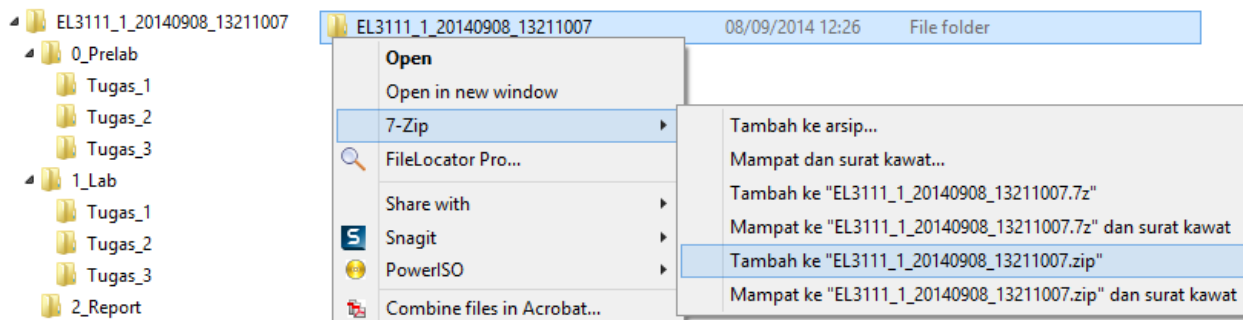 EL3111_1_20140908_13211007
0_Prelab
Tugas_1
Tugas_2
Tugas_3
1_Lab
Tugas_1
Tugas_2
Tugas_3
2_Report
EL3111_1_20140908_13211007 08/09/2014 12:26 File folder
Open
Open in new window
7-Zip
FileLocator Pro...
Share with
Snagit
PowerISO
Combine files in Acrobat...
Tambah ke arsip...
Mampat dan surat kawat...
Tambah ke "EL3111_1_20140908_13211007.7z"
Mampat ke "EL3111_1_20140908_13211007.7z" dan surat kawat
Tambah ke "EL3111_1_20140908_13211007.zip"
Mampat ke "EL3111_1_20140908_13211007.zip" dan surat kawat